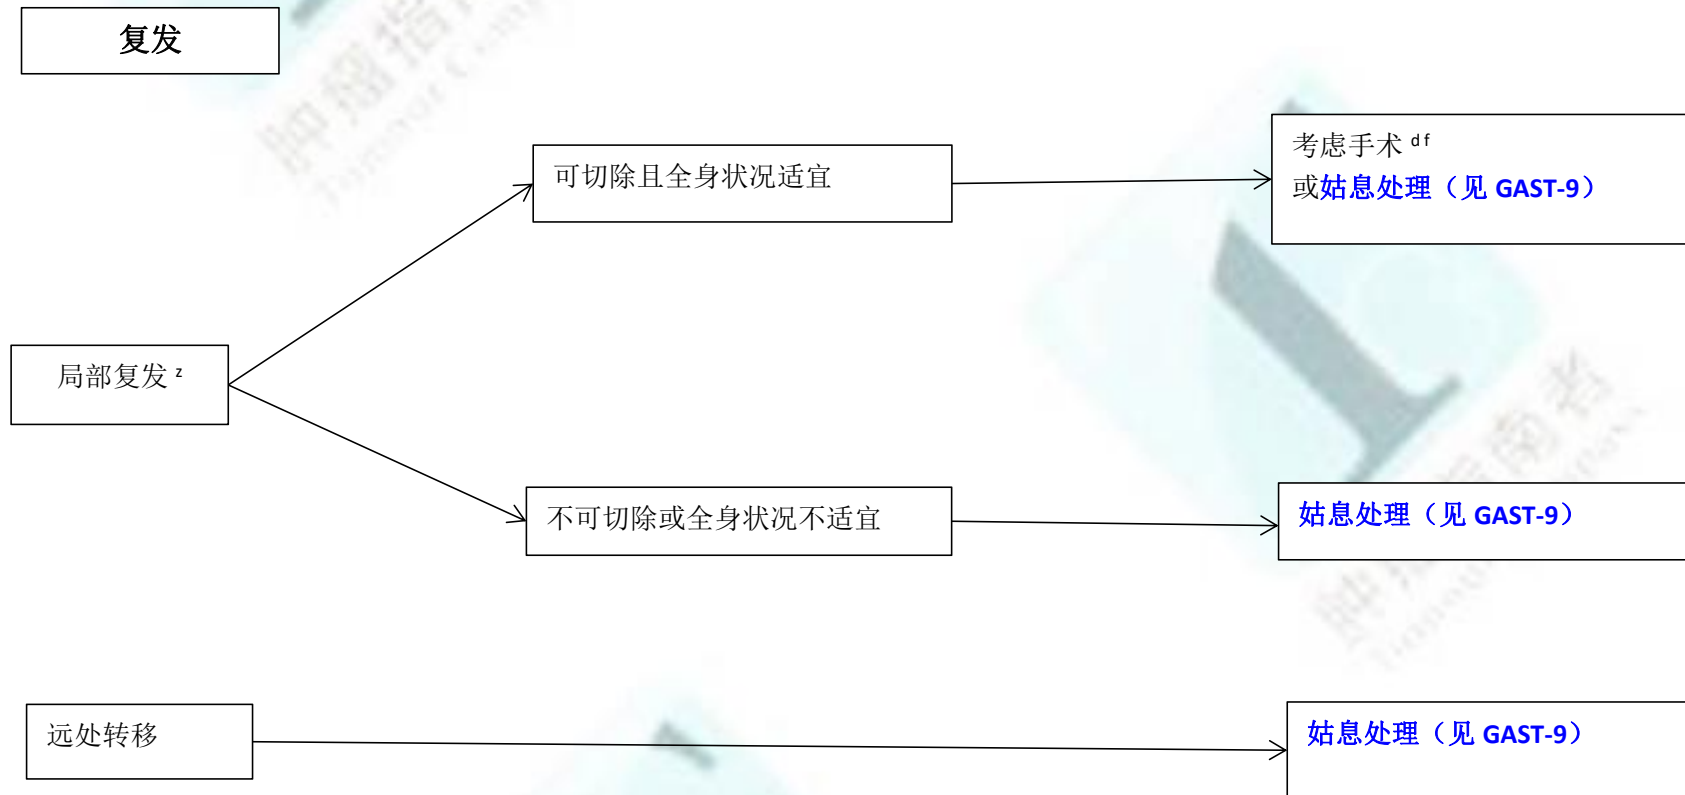 复发
可切除且全身状况适宜
考虑手术 d f
或姑息处理（见 GAST-9）
局部复发 z
不可切除或全身状况不适宜
姑息处理（见 GAST-9）
远处转移
姑息处理（见 GAST-9）